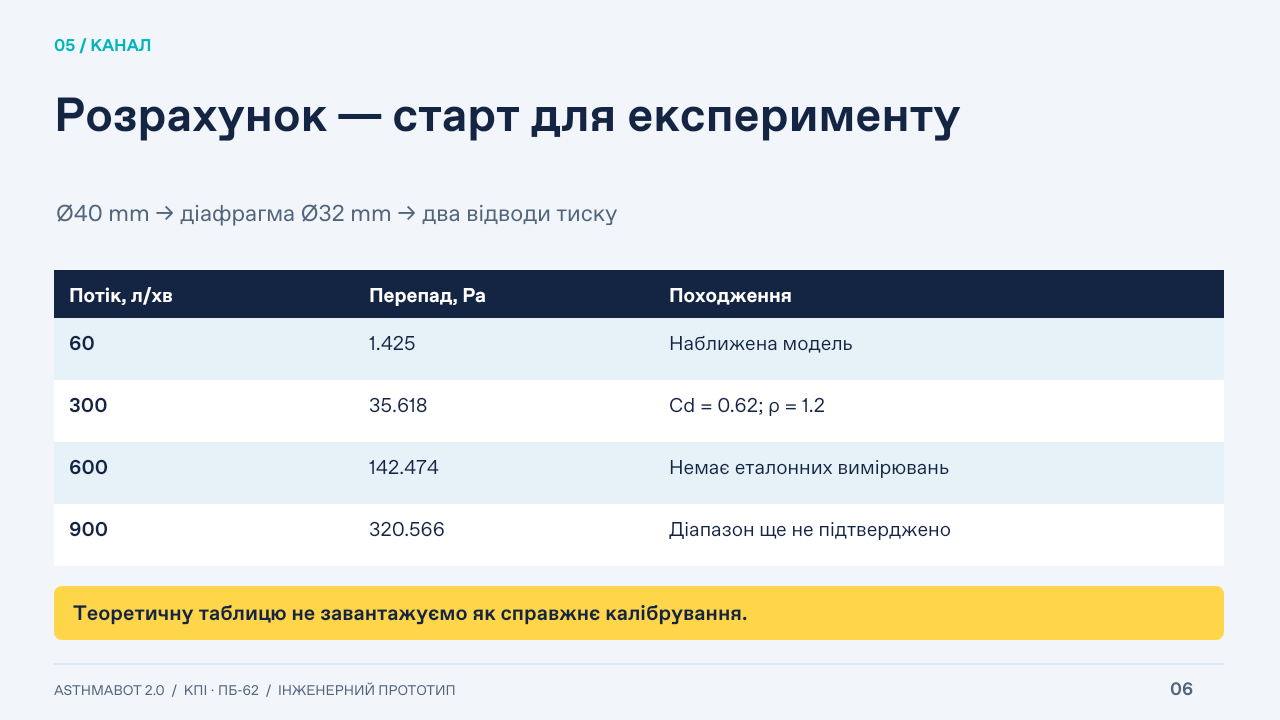 05 / КАНАЛ
Розрахунок — старт для експерименту
Ø40 mm → діафрагма Ø32 mm → два відводи тиску
Потік, л/хв Перепад, Pa Походження
60 1.425 Наближена модель
300 35.618 Cd = 0.62; ρ = 1.2
600 142.474 Немає еталонних вимірювань
900 320.566 Діапазон ще не підтверджено
Теоретичну таблицю не завантажуємо як справжнє калібрування.
ASTHMABOT 2.0 / КПІ · ПБ-62 / ІНЖЕНЕРНИЙ ПРОТОТИП 06